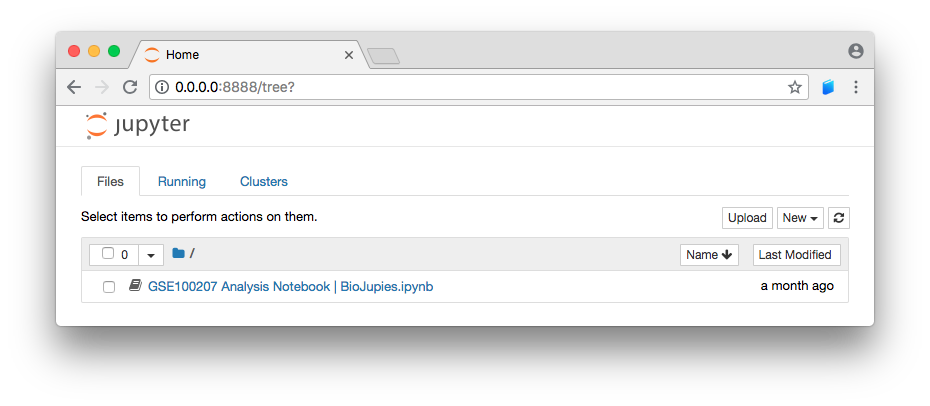 Home
0.0.0.0:8888/tree?
jupyter
Files Running Clusters
Select items to perform actions on them.
Upload New
0 / Name Last Modified
GSE100207 Analysis Notebook | BioJupies.ipynb a month ago